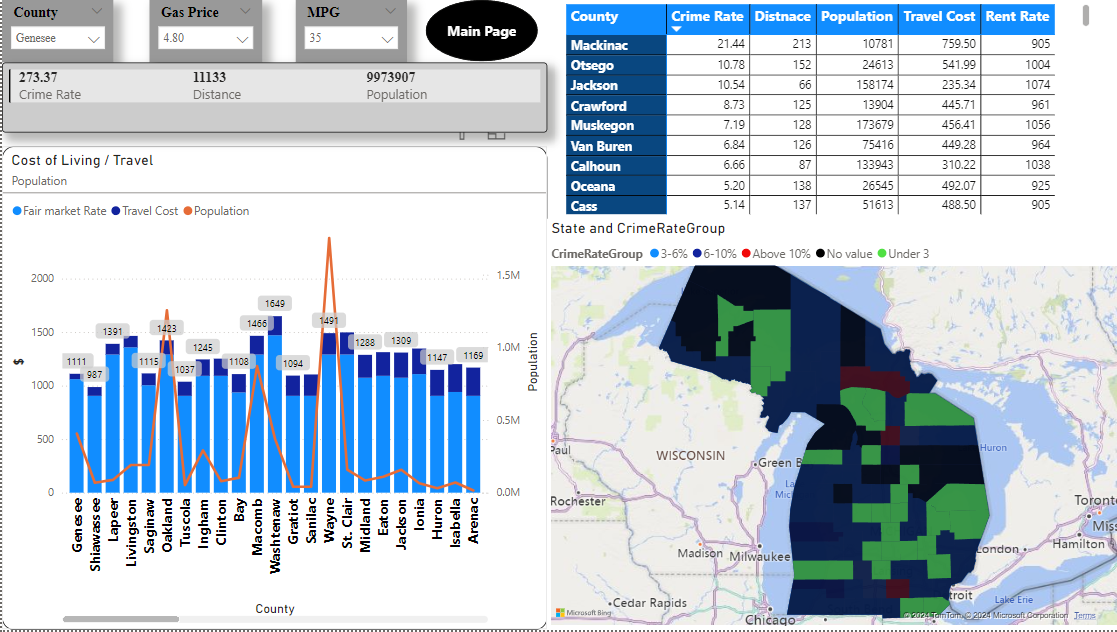 County
Genesee
Gas Price
4.80
MPG
35
Main Page
273.37
Crime Rate
11133
Distance
9973907
Population
County Crime Rate Distnace Population Travel Cost Rent Rate
Mackinac 21.44 213 10781 759.50 905
Otsego 10.78 152 24613 541.99 1004
Jackson 10.54 66 158174 235.34 1074
Crawford 8.73 125 13904 445.71 961
Muskegon 7.19 128 173679 456.41 1056
Van Buren 6.84 126 75416 449.28 964
Calhoun 6.66 87 133943 310.22 1038
Oceana 5.20 138 26545 492.07 925
Cass 5.14 137 51613 488.50 905
Cost of Living / Travel
Population
Fair market Rate Travel Cost Population
$
2000
1500
1000
500
0
1.5M
1.0M
0.5M
0.0M
Population
1111
987
1391
1115
1423
1037
1245
1108
1466
1649
1094
1491
1288
1309
1147
1169
Genesee
Shiawassee
Lapeer
Livingston
Saginaw
Oakland
Tuscola
Ingham
Clinton
Bay
Macomb
Washtenaw
Gratiot
Sanilac
Wayne
St. Clair
Midland
Eaton
Jackson
Ionia
Huron
Isabella
Arenac
County
State and CrimeRateGroup
CrimeRateGroup 3-6% 6-10% Above 10% No value Under 3
Paul
WISCONSIN
Green B
Huron
La
Mic
Rochester
Toronto
Miss
Hamilton
London
Madison
Milwaukee
Cedar Rapids
troit
Lake Erie
Chicago
Microsoft Bing
© 2024 TomTom, © 2024 Microsoft Corporation Terms